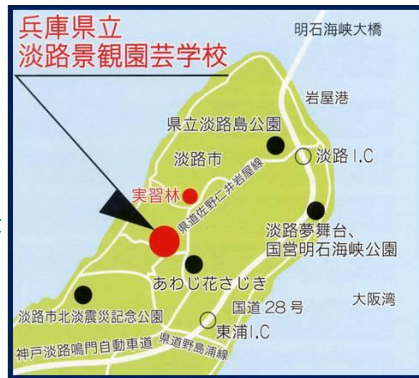 兵庫県立
淡路景観園芸学校
明石海峡大橋
岩屋港
県立淡路島公園
淡路市
淡路I.C
実習林
県道佐野仁井岩屋線
淡路夢舞台、
国営明石海峡公園
あわじ花さじき
大阪湾
国道28号
淡路市北淡震災記念公園
東浦I.C
県道野島浦線
神戸淡路鳴門自動車道